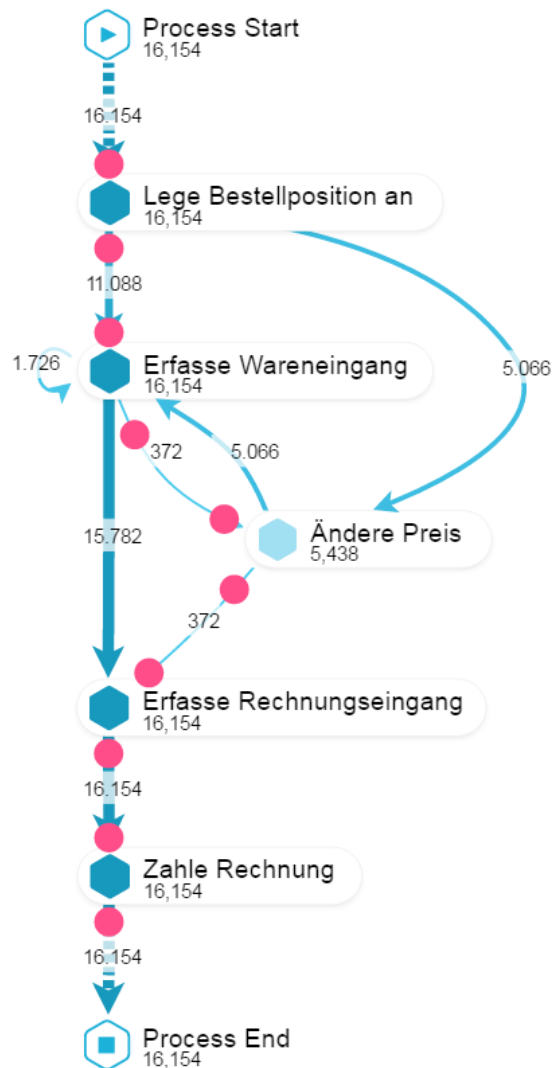 Process Start
16,154
16.154
Lege Bestellposition an
16,154
11.088
5.066
Erfasse Wareneingang
16,154
1.726
372
5.066
Ändere Preis
5,438
15.782
372
Erfasse Rechnungseingang
16,154
16.154
Zahle Rechnung
16,154
16.154
Process End
16,154